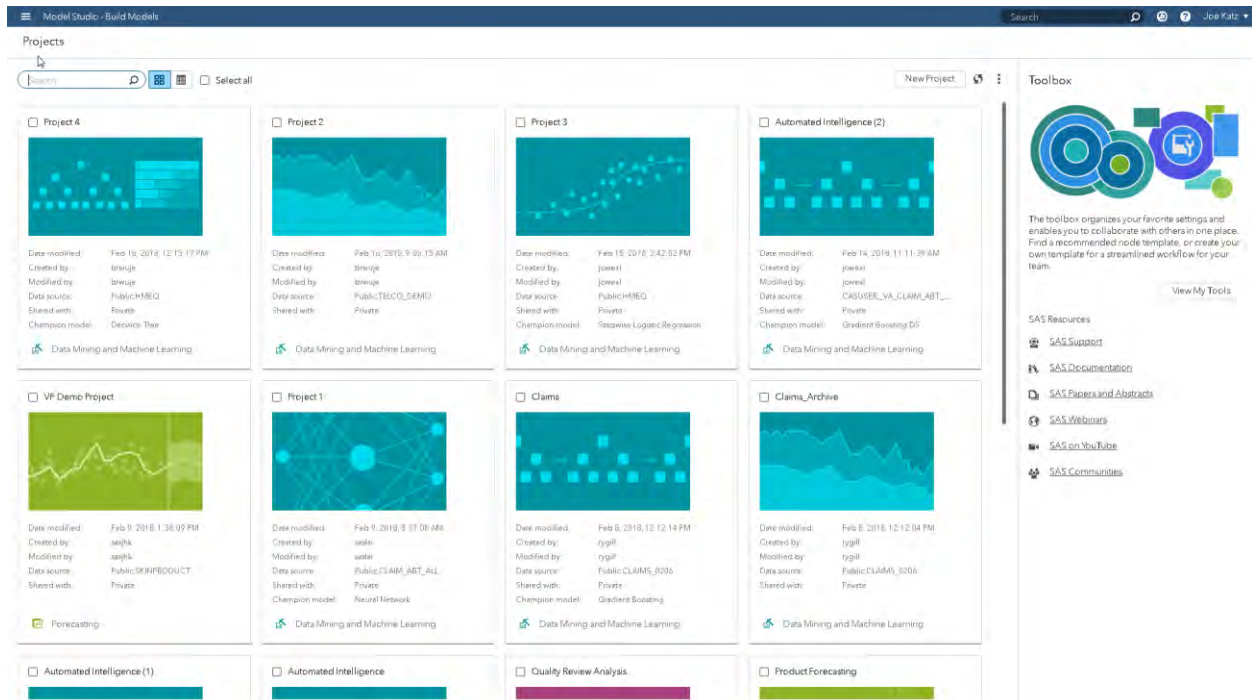 Model Studio - Build Models
Search
Joe Katz
Projects
Search
Select all
New Project
Toolbox
Project 4
Date modified: Feb 16, 2018, 12:15:17 PM
Created by: brwuje
Modified by: brwuje
Data source: Public.HMEQ
Shared with: Private
Champion model: Decision Tree
Data Mining and Machine Learning
Project 2
Date modified: Feb 16, 2018, 9:05:15 AM
Created by: brwuje
Modified by: brwuje
Data source: Public.TELCO_DEMO
Shared with: Private
Data Mining and Machine Learning
Project 3
Date modified: Feb 15, 2018, 3:42:02 PM
Created by: jowexl
Modified by: jowexl
Data source: Public.HMEQ
Shared with: Private
Champion model: Stepwise Logistic Regression
Data Mining and Machine Learning
Automated Intelligence (2)
Date modified: Feb 14, 2018, 11:11:39 AM
Created by: jowexl
Modified by: jowexl
Data source: CASUSER_VA_CLAIM_ABT_...
Shared with: Private
Champion model: Gradient Boosting DS
Data Mining and Machine Learning
The toolbox organizes your favorite settings and
enables you to collaborate with others in one place.
Find a recommended node template, or create your
own template for a streamlined workflow for your
team.
View My Tools
SAS Resources
SAS Support
SAS Documentation
SAS Papers and Abstracts
SAS Webinars
SAS on YouTube
SAS Communities
VF Demo Project
Date modified: Feb 9, 2018, 1:36:09 PM
Created by: sasjhk
Modified by: sasjhk
Data source: Public.SKINPRODUCT
Shared with: Private
Forecasting
Project 1
Date modified: Feb 9, 2018, 8:37:08 AM
Created by:
Modified by:
Data source: Public.CLAIM_ABT_ALL
Shared with: Private
Champion model: Neural Network
Data Mining and Machine Learning
Claims
Date modified: Feb 8, 2018, 12:12:14 PM
Created by: rygill
Modified by: rygill
Data source: Public.CLAIMS_0206
Shared with: Private
Champion model: Gradient Boosting
Data Mining and Machine Learning
Claims_Archive
Date modified: Feb 8, 2018, 12:12:04 PM
Created by: rygill
Modified by: rygill
Data source: Public.CLAIMS_0206
Shared with: Private
Data Mining and Machine Learning
Automated Intelligence (1)
Automated Intelligence
Quality Review Analysis
Product Forecasting